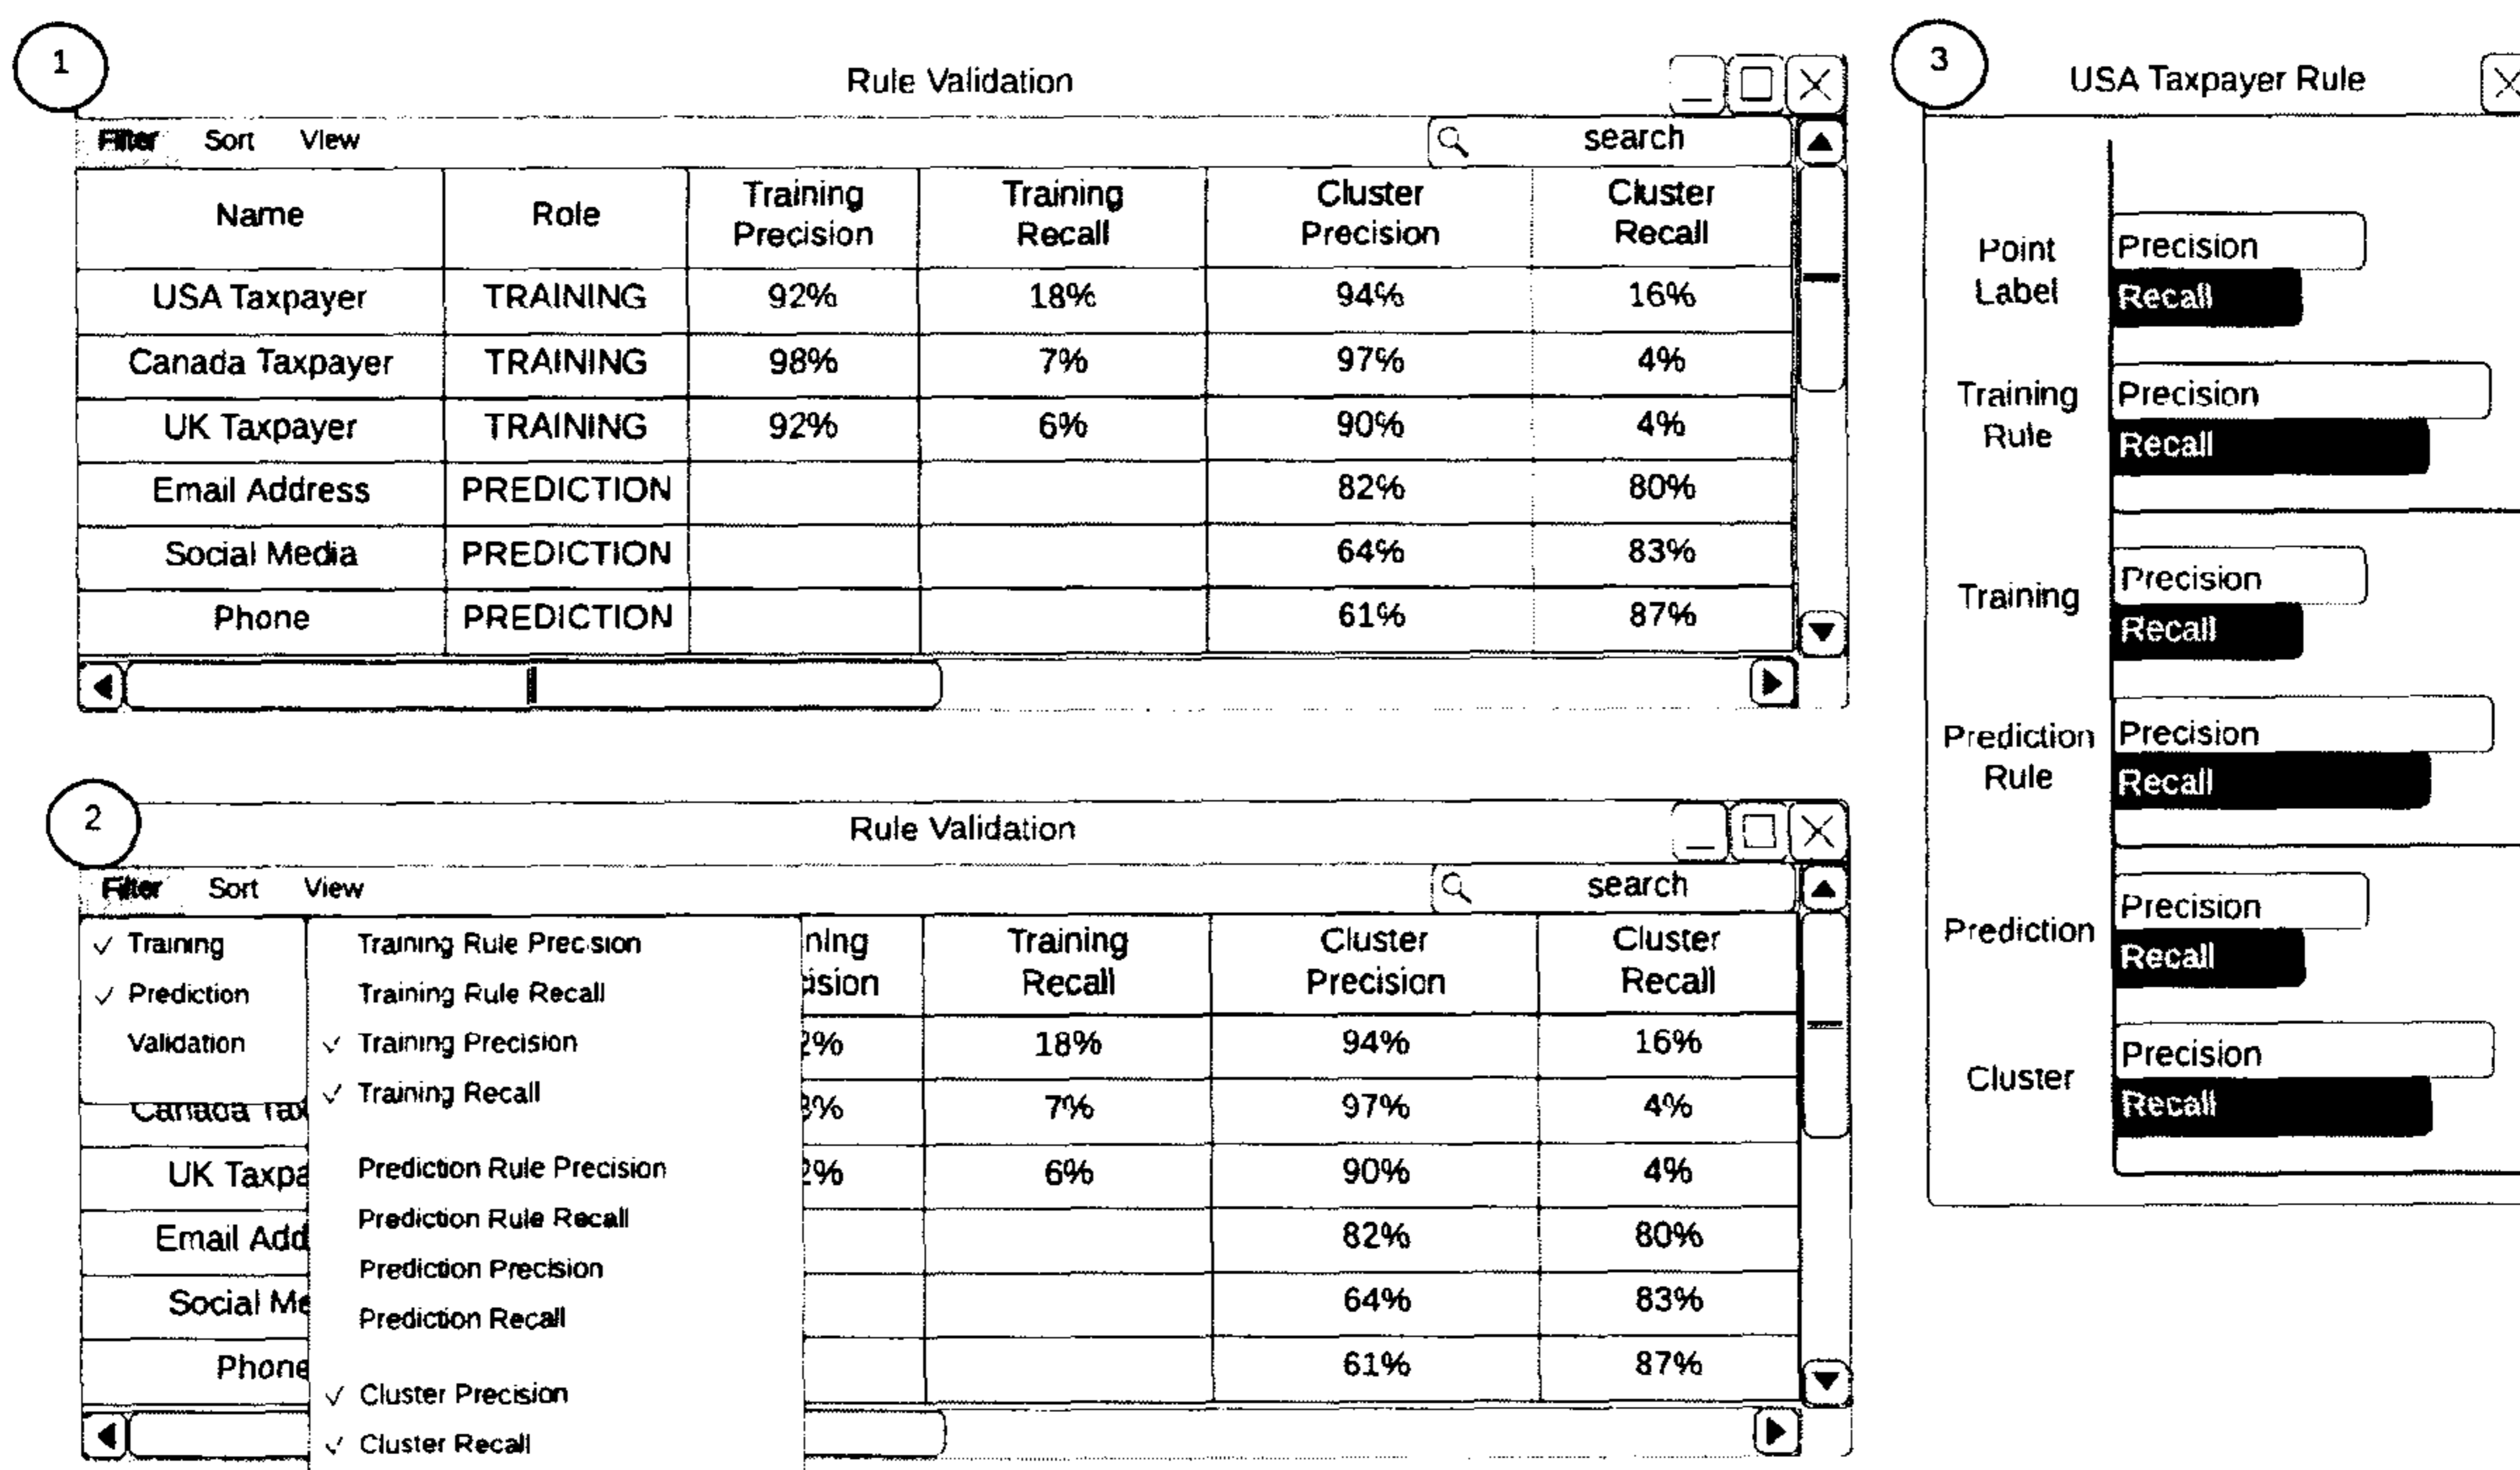 1
Rule Validation
Filter Sort View search
Name Role Training Precision Training Recall Cluster Precision Cluster Recall
USA Taxpayer TRAINING 92% 18% 94% 16%
Canada Taxpayer TRAINING 98% 7% 97% 4%
UK Taxpayer TRAINING 92% 6% 90% 4%
Email Address PREDICTION 82% 80%
Social Media PREDICTION 64% 83%
Phone PREDICTION 61% 87%
2
Rule Validation
Filter Sort View search
Training
Prediction
Validation
Training Rule Precision
Training Rule Recall
Training Precision
Training Recall
Prediction Rule Precision
Prediction Rule Recall
Prediction Precision
Prediction Recall
Cluster Precision
Cluster Recall
ning ision Training Recall Cluster Precision Cluster Recall
2% 18% 94% 16%
Canada Tax 8% 7% 97% 4%
UK Taxpa 2% 6% 90% 4%
Email Add 82% 80%
Social Me 64% 83%
Phone 61% 87%
3
USA Taxpayer Rule
Point Label
Precision
Recall
Training Rule
Precision
Recall
Training
Precision
Recall
Prediction Rule
Precision
Recall
Prediction
Precision
Recall
Cluster
Precision
Recall